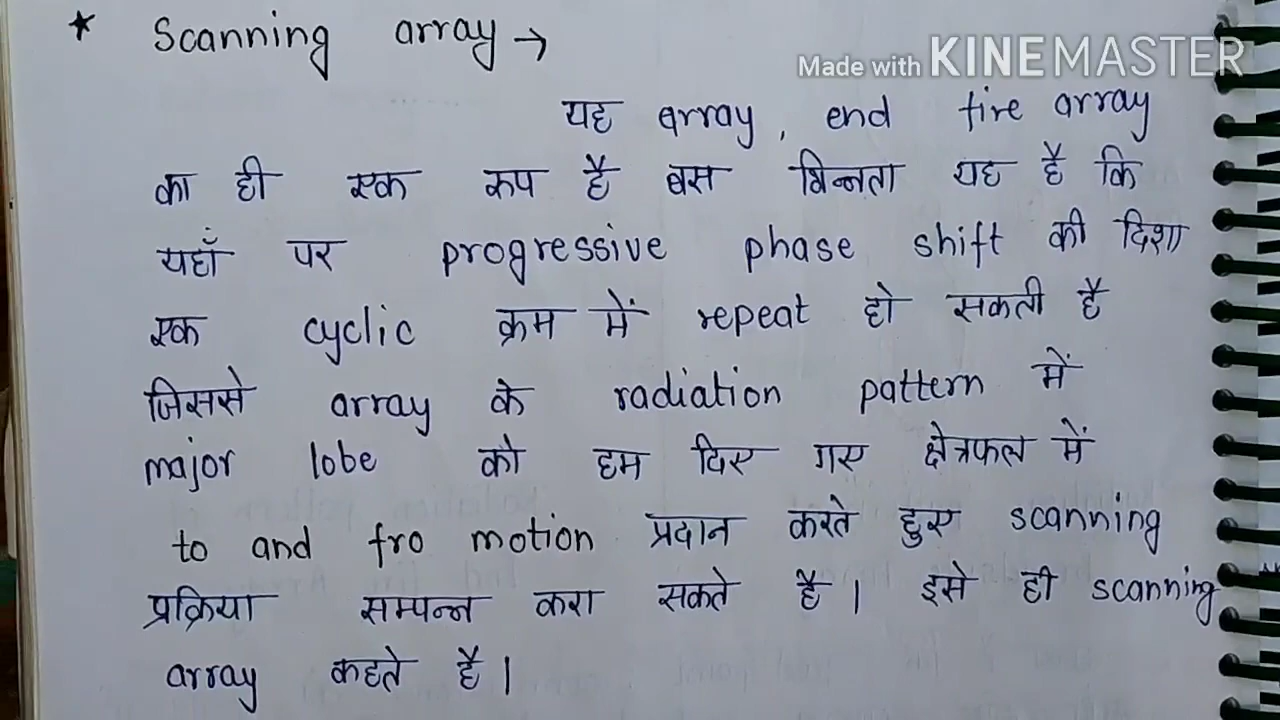 * Scanning array →
Made with KINEMASTER
यह array, end fire array
का ही एक रुप है बस भिन्नता यह है कि
यहाँ पर progressive phase shift की दिशा
एक cyclic क्रम में repeat हो सकती है
जिससे array के radiation pattern में
major lobe को हम दिए गए क्षेत्रफल में
to and fro motion प्रदान करते हुए scanning
प्रक्रिया सम्पन्न करा सकते है। इसे ही scanning
array कहते है।